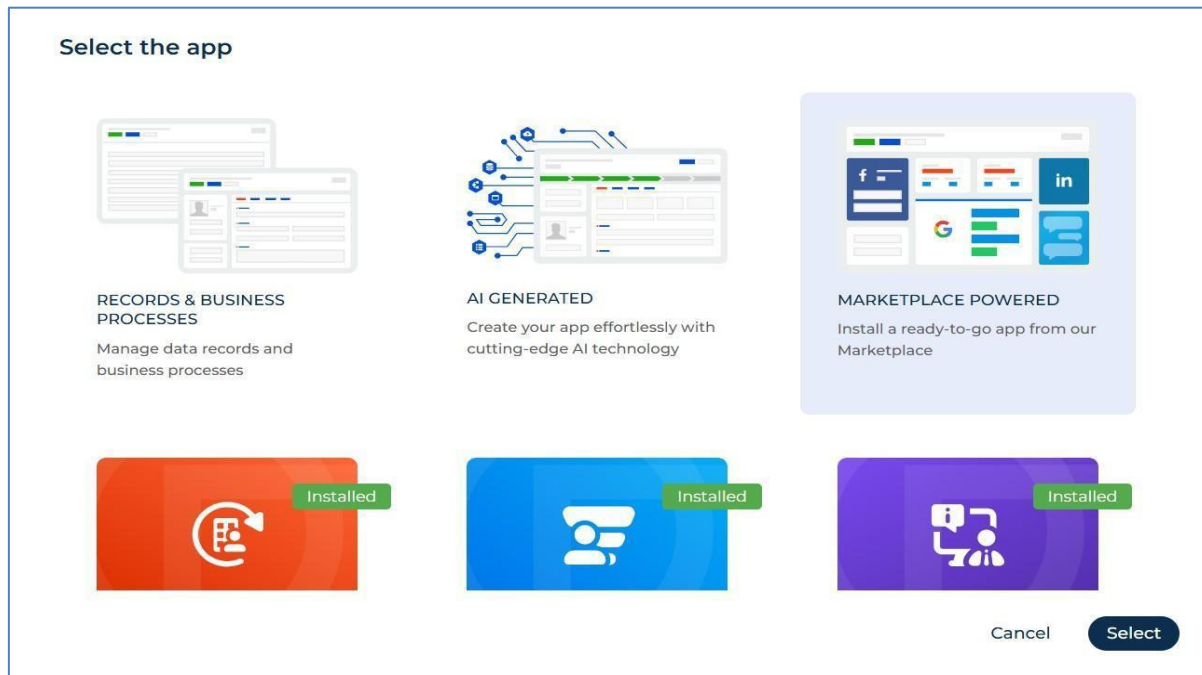 Select the app
RECORDS & BUSINESS
PROCESSES
Manage data records and
business processes
AI GENERATED
Create your app effortlessly with
cutting-edge AI technology
f
in
G
MARKETPLACE POWERED
Install a ready-to-go app from our
Marketplace
Installed
Installed
Installed
Cancel
Select